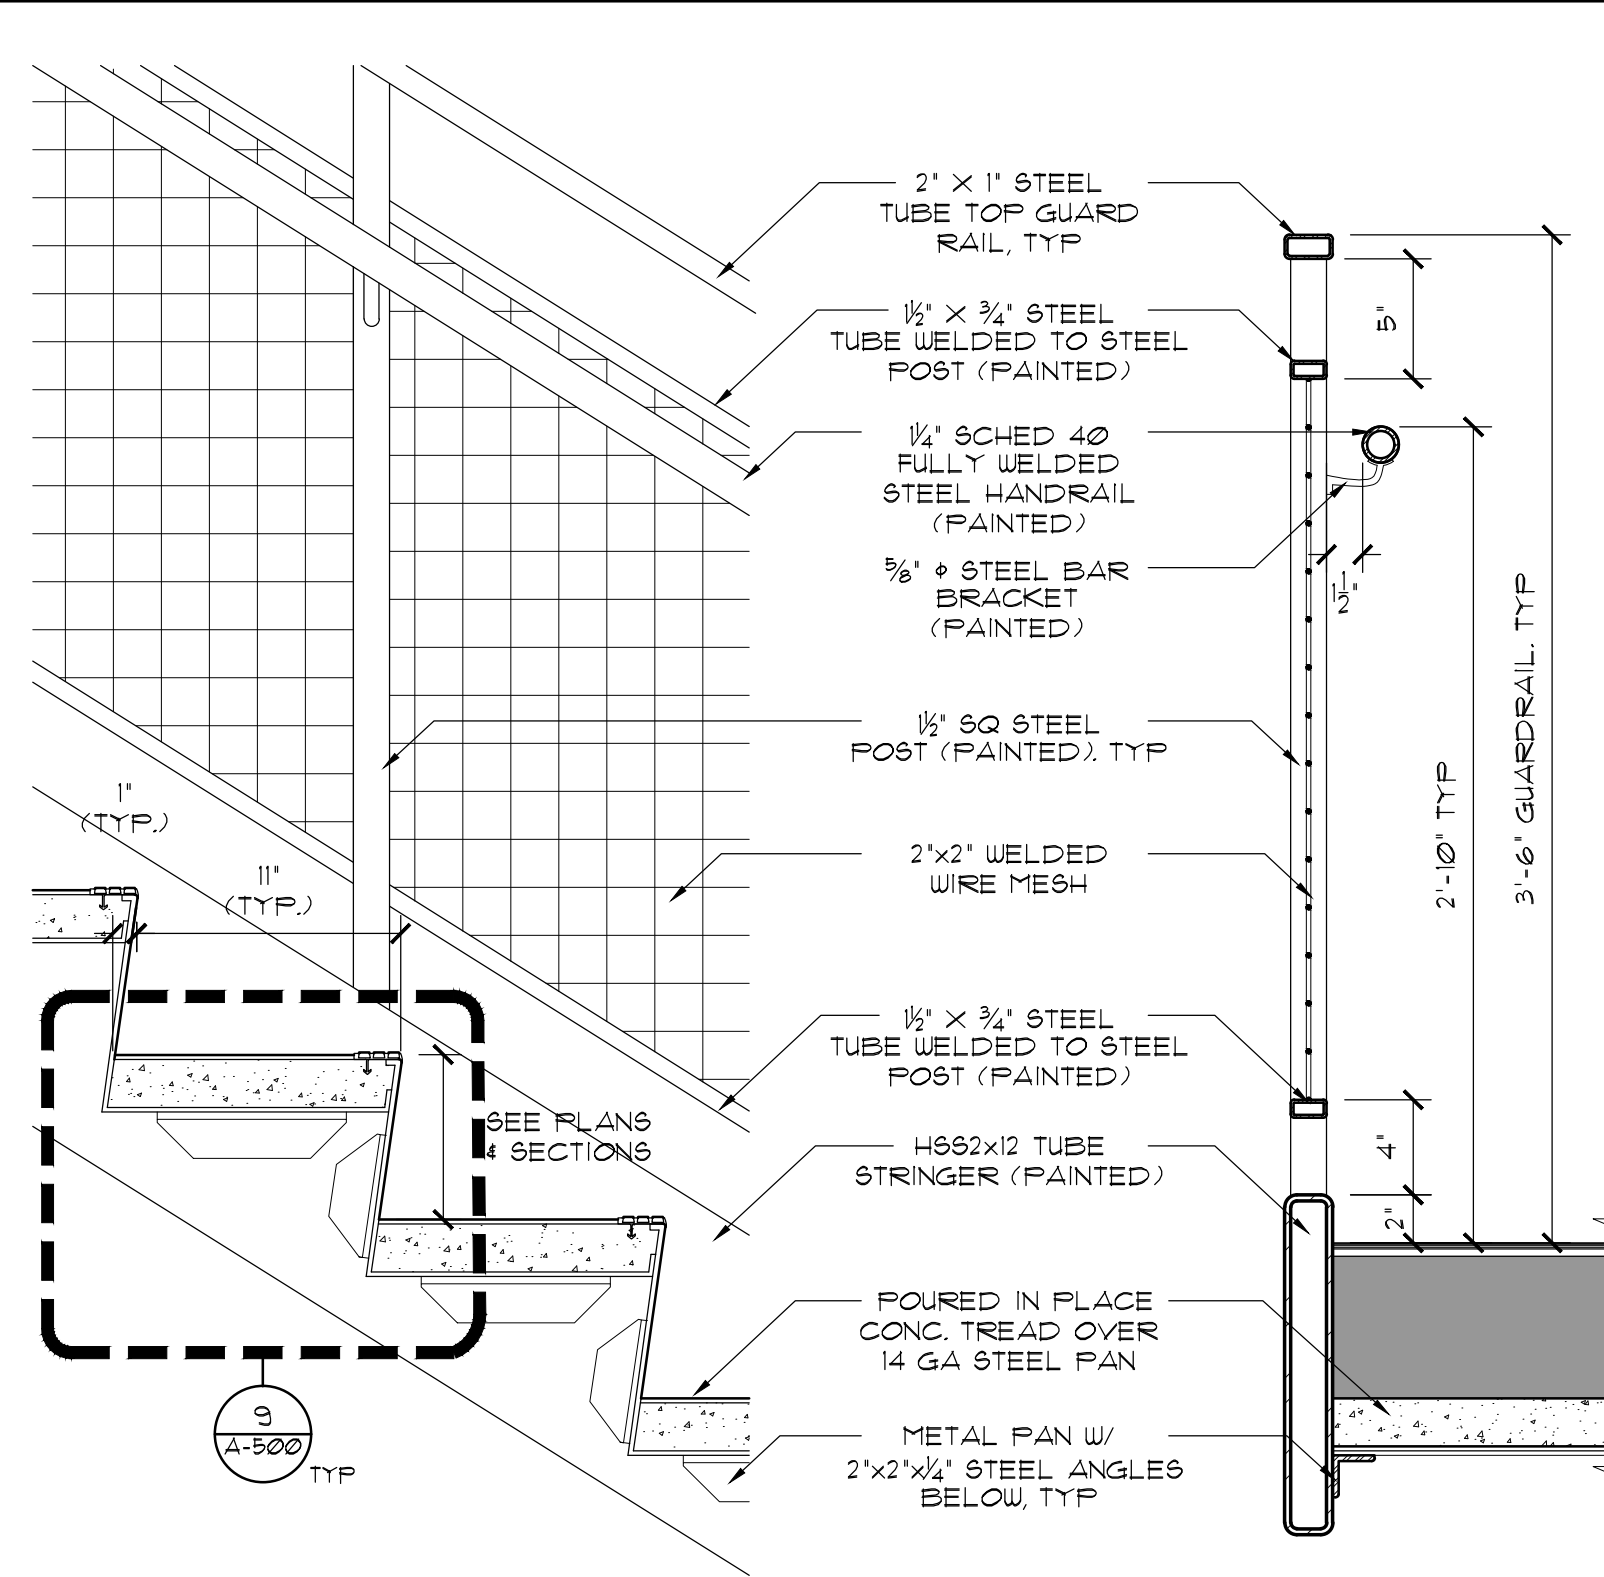 2" X 1" STEEL
TUBE TOP GUARD
RAIL, TYP
1½" X ¾" STEEL
TUBE WELDED TO STEEL
POST (PAINTED)
1¼" SCHED 40
FULLY WELDED
STEEL HANDRAIL
(PAINTED)
⅝" ϕ STEEL BAR
BRACKET
(PAINTED)
1½" SQ STEEL
POST (PAINTED), TYP
2"x2" WELDED
WIRE MESH
1½" X ¾" STEEL
TUBE WELDED TO STEEL
POST (PAINTED)
HSS2x12 TUBE
STRINGER (PAINTED)
POURED IN PLACE
CONC. TREAD OVER
14 GA STEEL PAN
METAL PAN W/
2"x2"x¼" STEEL ANGLES
BELOW, TYP
1"
(TYP.)
11"
(TYP.)
SEE PLANS
& SECTIONS
9
A-500
TYP
5"
1½"
2'-10" TYP
3'-6" GUARDRAIL, TYP
4"
2"